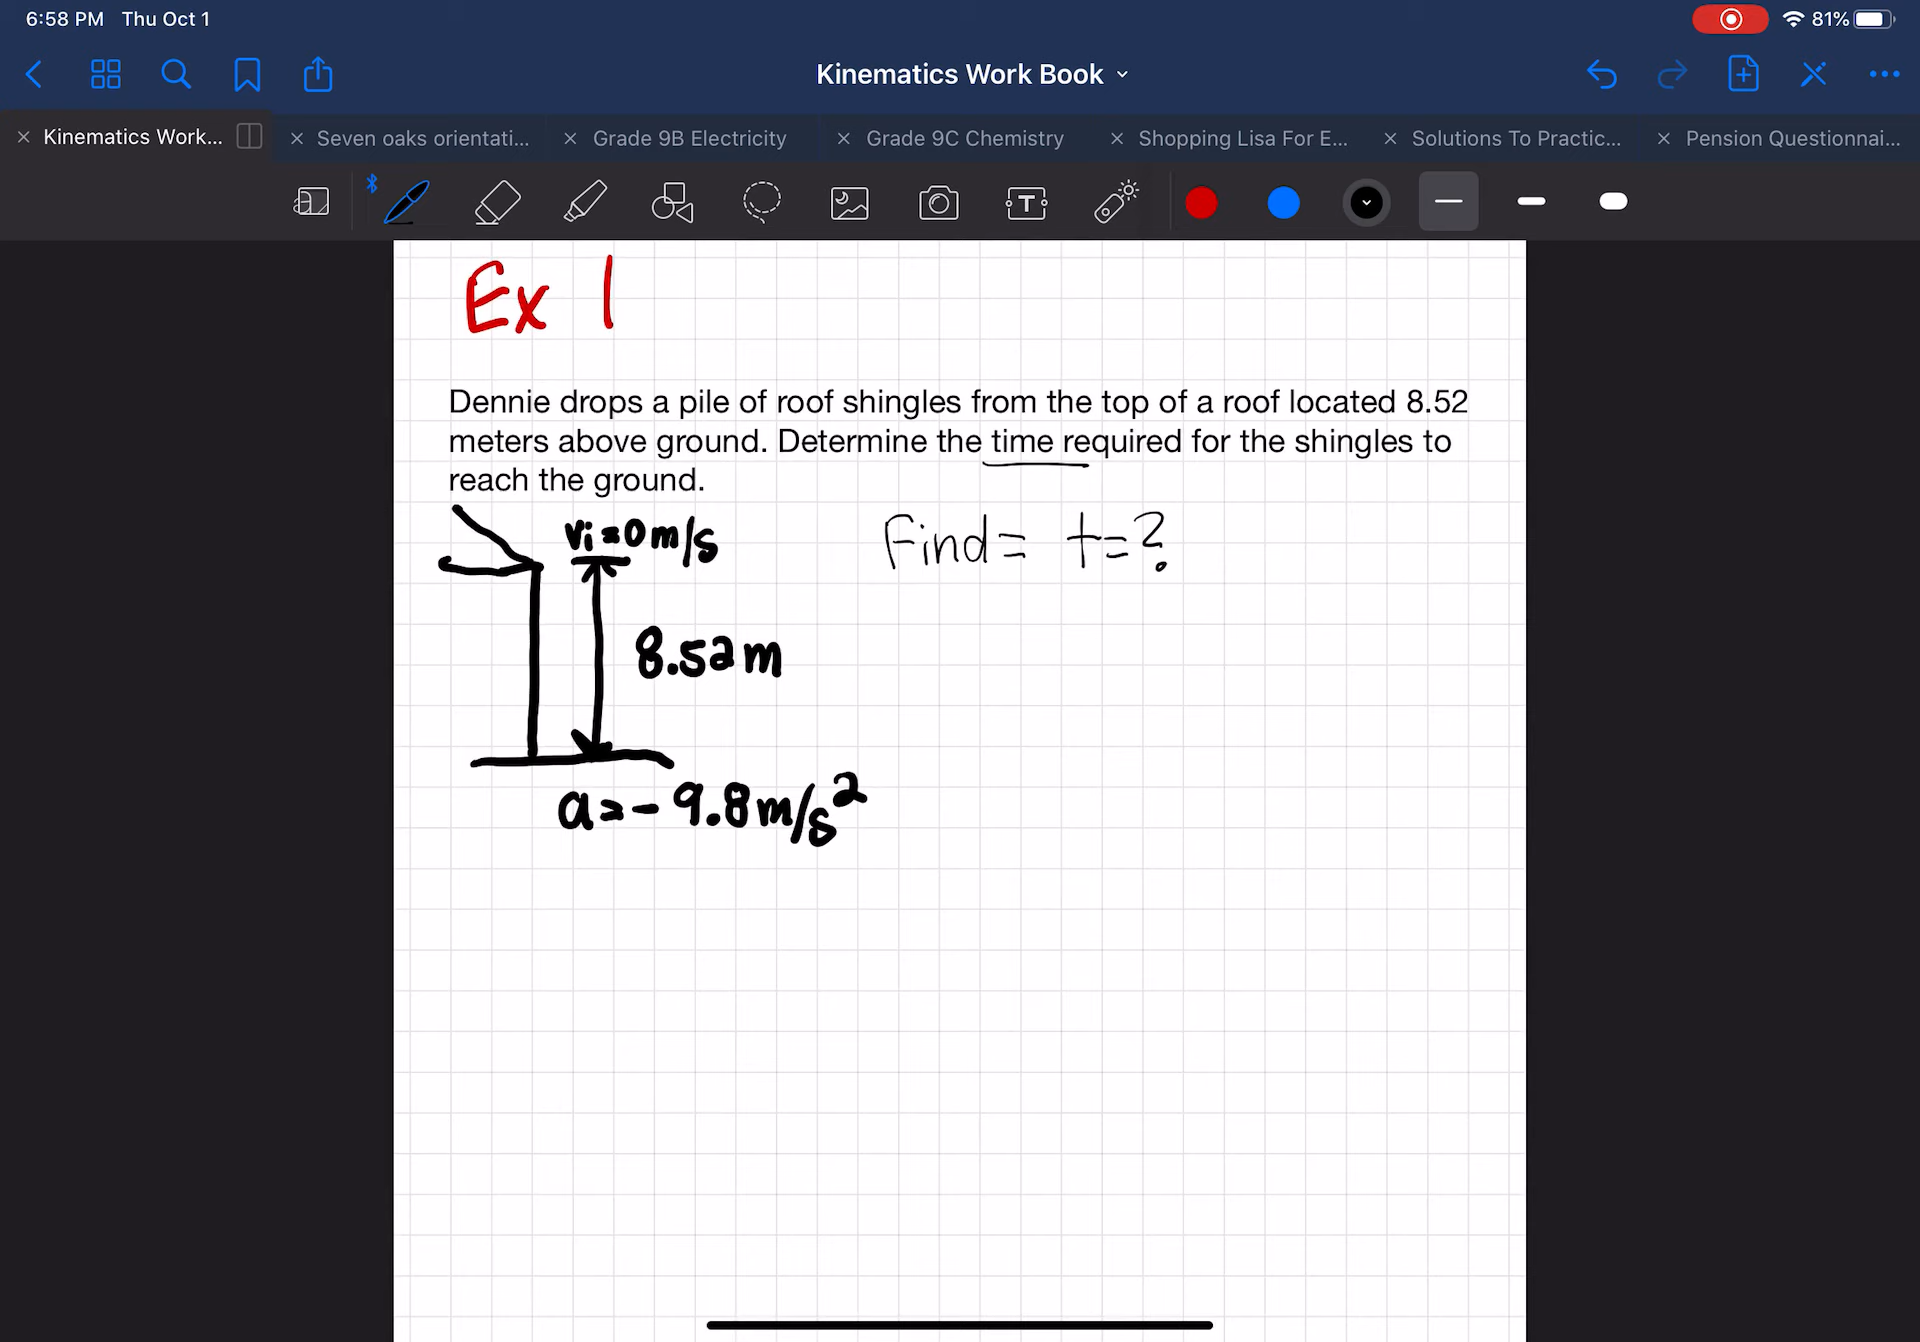 6:58 PM Thu Oct 1
81%
Kinematics Work Book
Kinematics Work...
Seven oaks orientati...
Grade 9B Electricity
Grade 9C Chemistry
Shopping Lisa For E...
Solutions To Practic...
Pension Questionnai...
Ex 1
Dennie drops a pile of roof shingles from the top of a roof located 8.52
meters above ground. Determine the time required for the shingles to
reach the ground.
vi=0m/s
Find= t=?
8.52m
a=-9.8m/s²